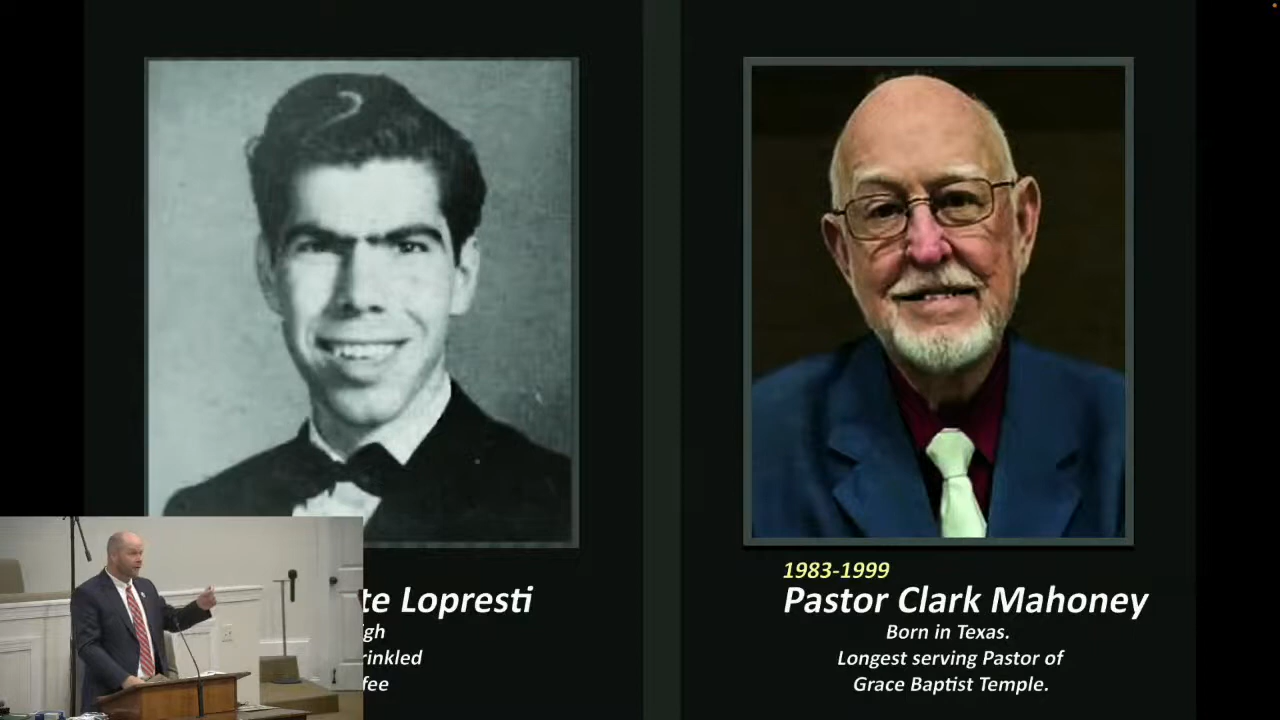 te Lopresti
igh
rinkled
fee
1983-1999
Pastor Clark Mahoney
Born in Texas.
Longest serving Pastor of
Grace Baptist Temple.